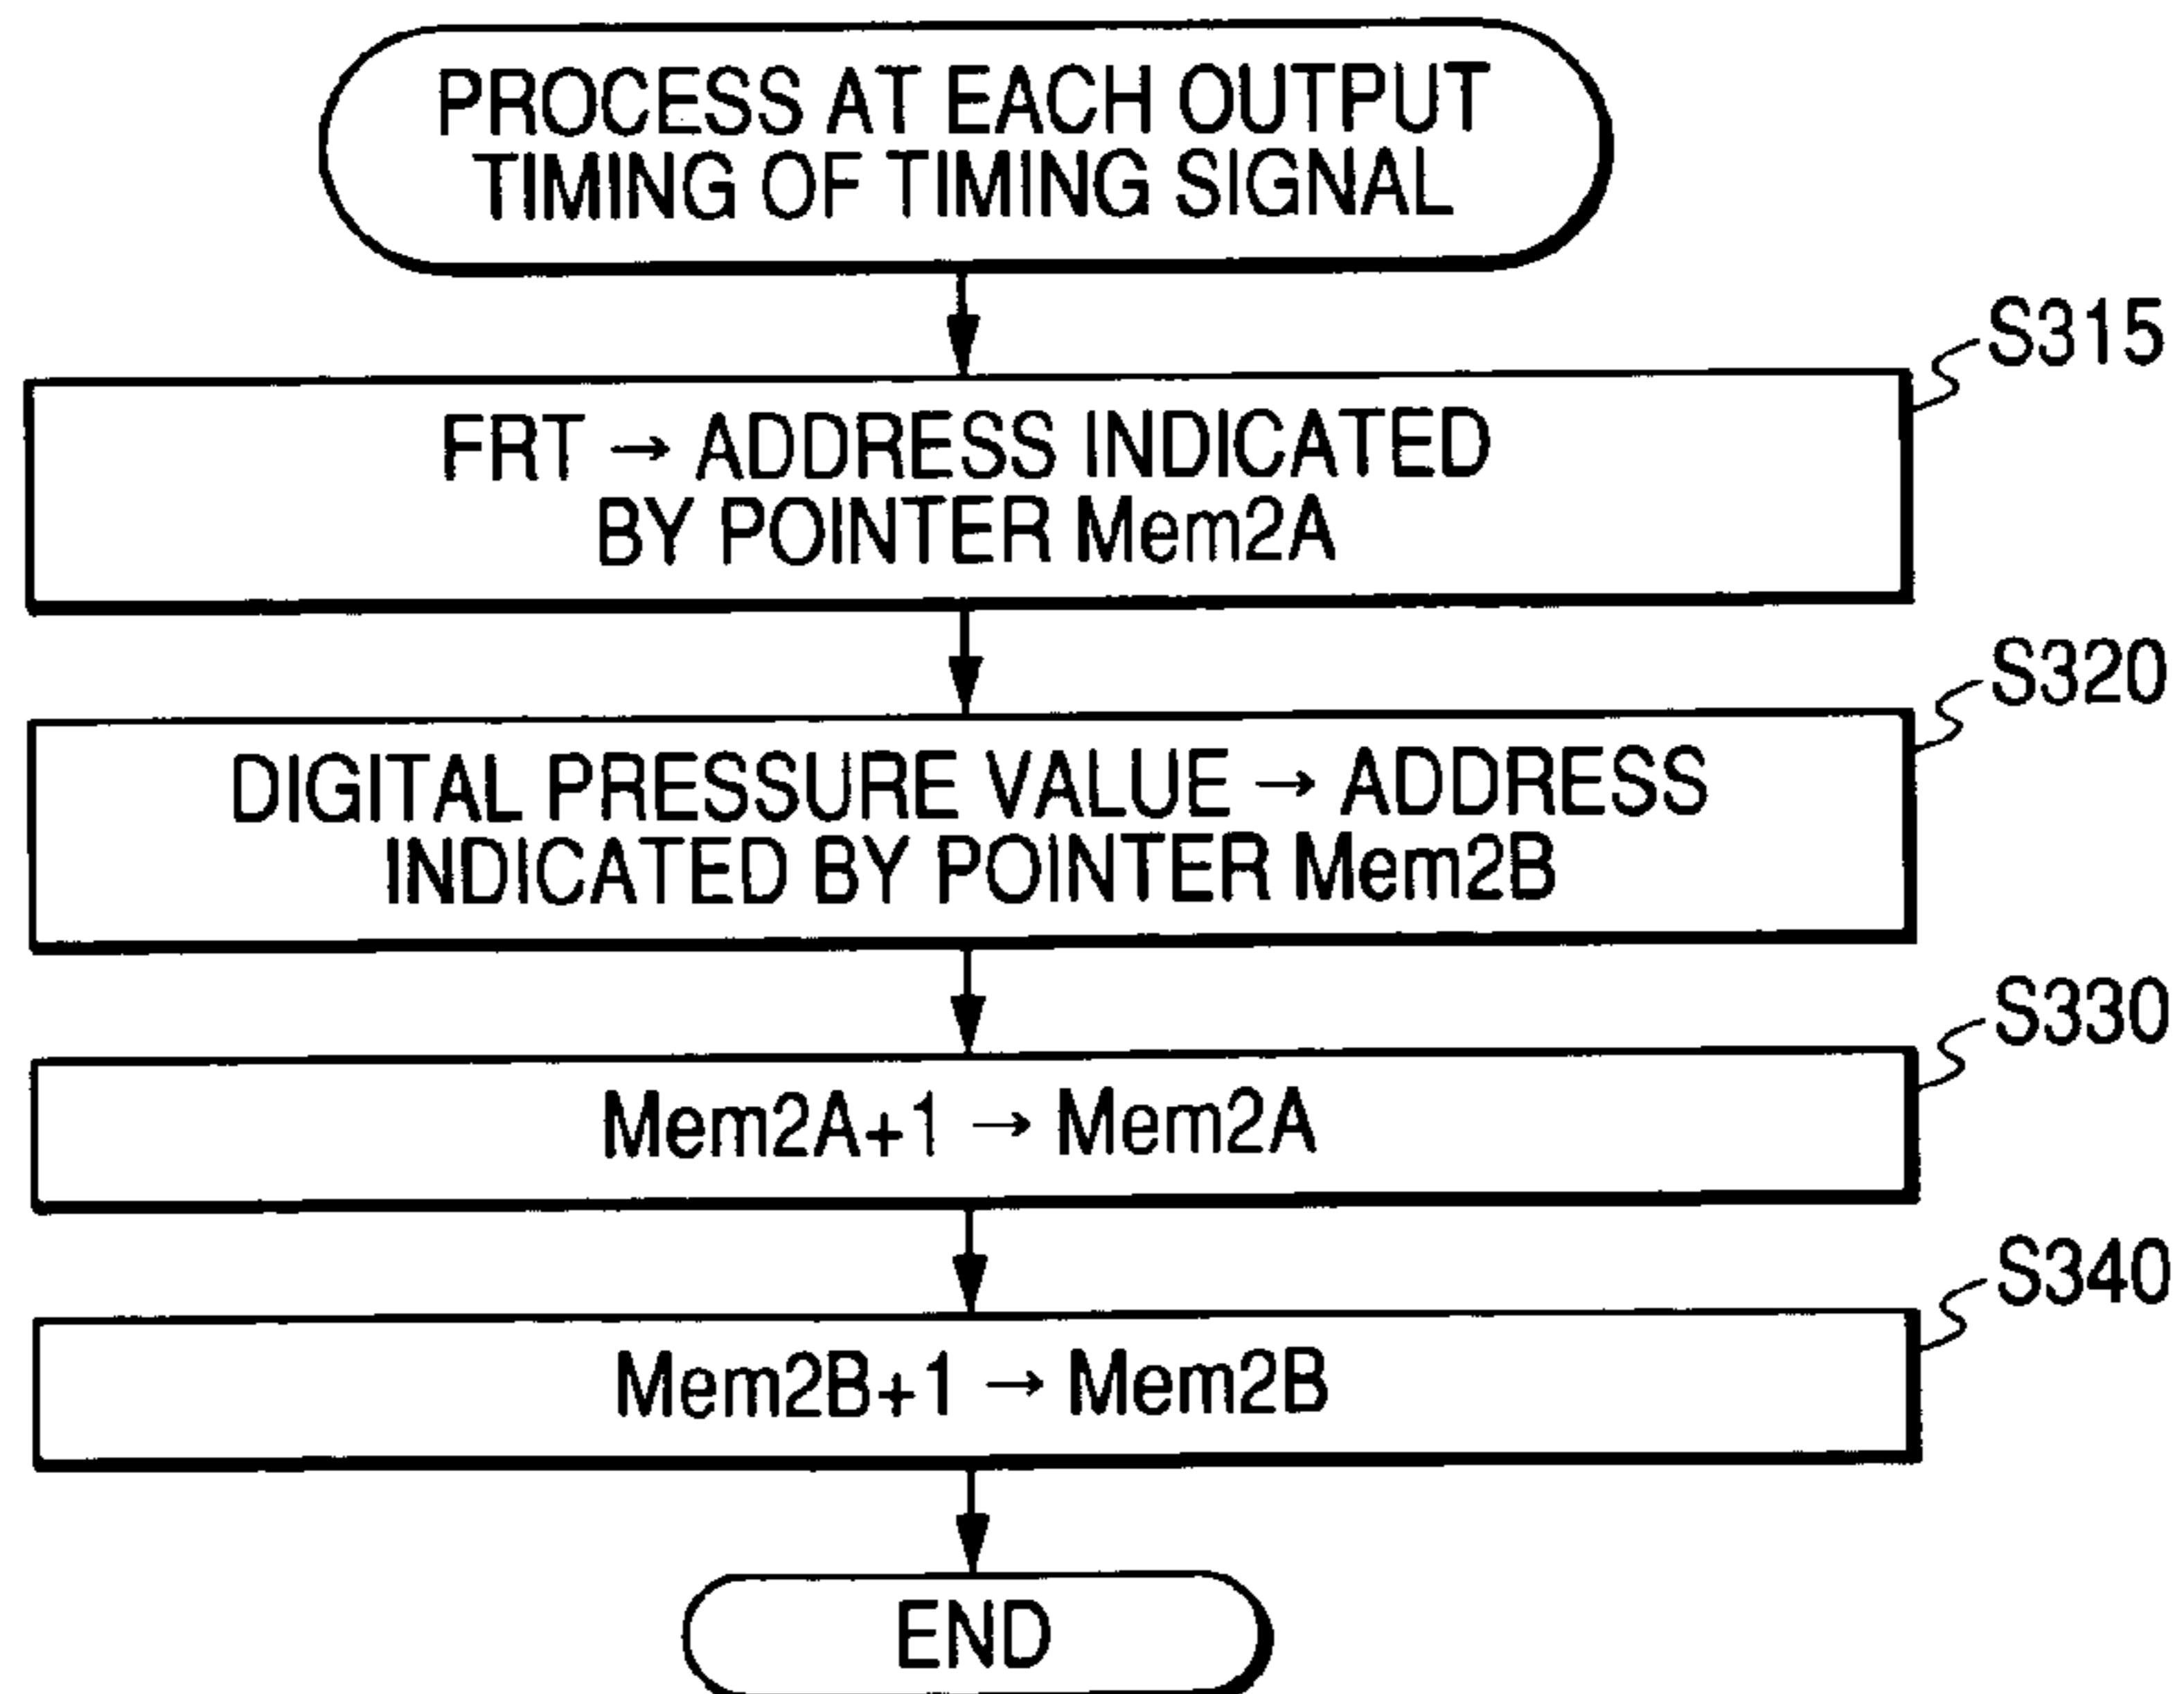 PROCESS AT EACH OUTPUT
TIMING OF TIMING SIGNAL
S315
FRT → ADDRESS INDICATED
BY POINTER Mem2A
S320
DIGITAL PRESSURE VALUE → ADDRESS
INDICATED BY POINTER Mem2B
S330
Mem2A+1 → Mem2A
S340
Mem2B+1 → Mem2B
END